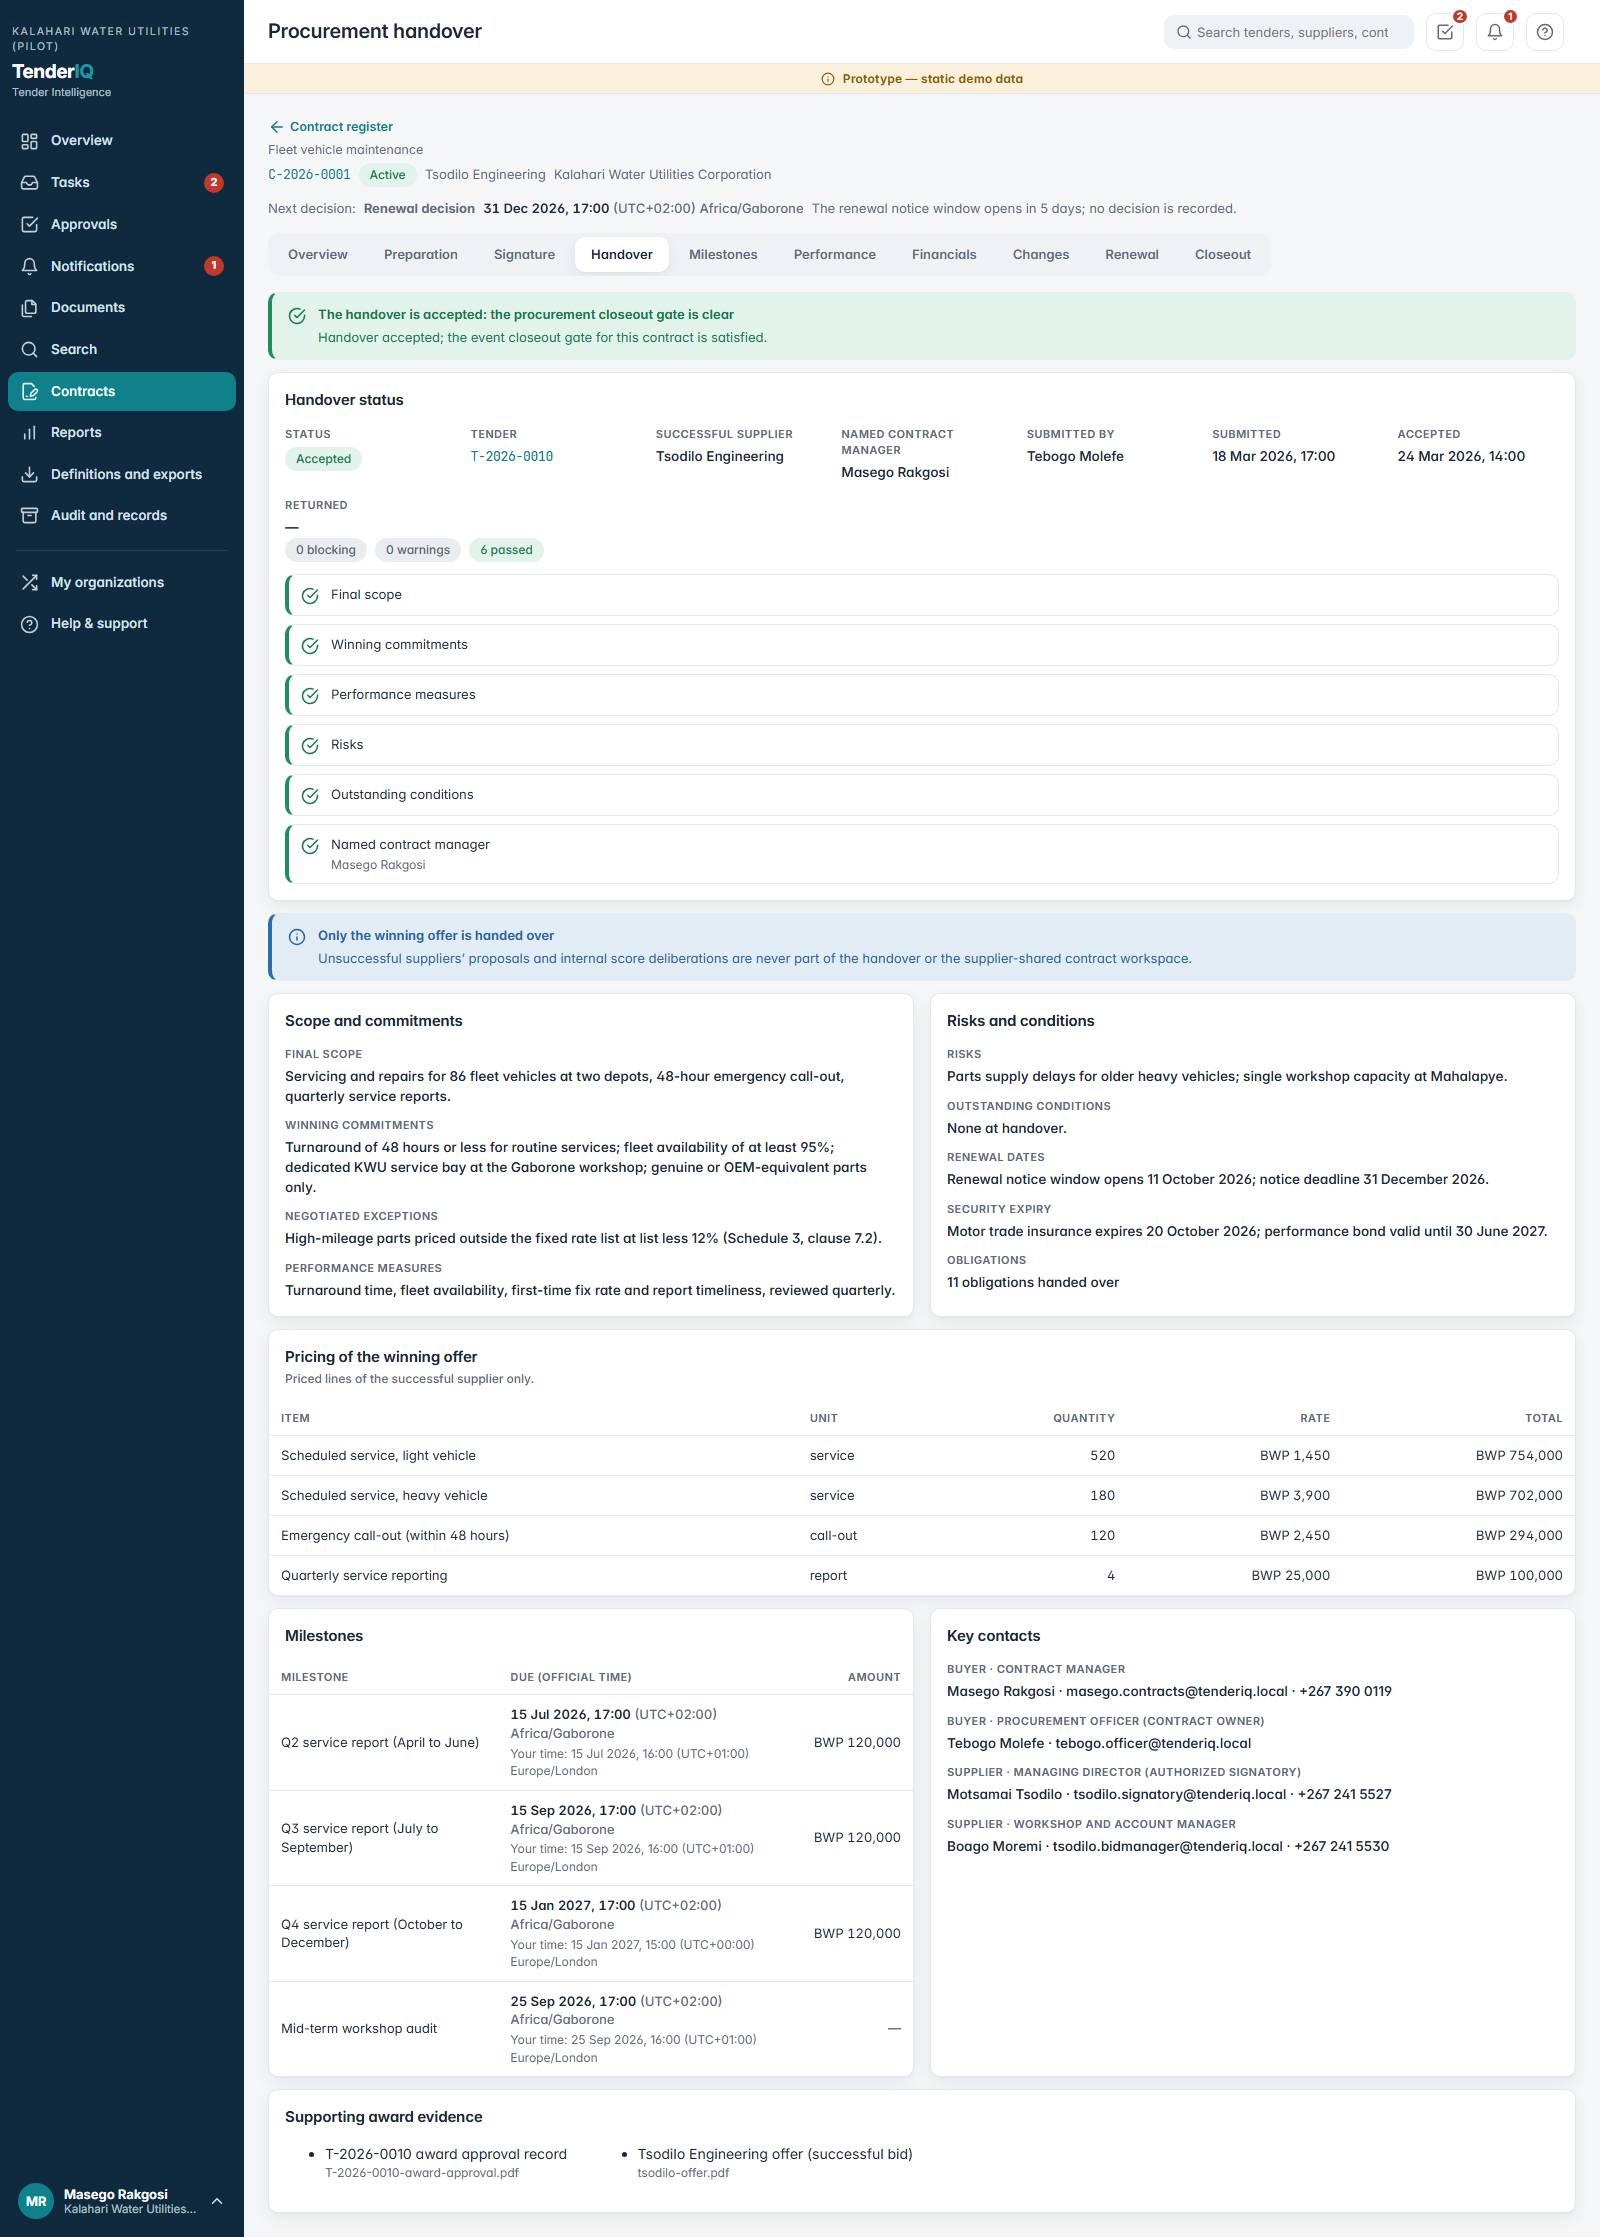 KALAHARI WATER UTILITIES
(PILOT)
TenderIQ
Tender Intelligence
Overview
Tasks 2
Approvals
Notifications 1
Documents
Search
Contracts
Reports
Definitions and exports
Audit and records
My organizations
Help & support
MR
Masego Rakgosi
Kalahari Water Utilities...
Procurement handover
Search tenders, suppliers, cont
2
1
Prototype — static demo data
Contract register
Fleet vehicle maintenance
C-2026-0001 Active Tsodilo Engineering Kalahari Water Utilities Corporation
Next decision: Renewal decision 31 Dec 2026, 17:00 (UTC+02:00) Africa/Gaborone The renewal notice window opens in 5 days; no decision is recorded.
Overview Preparation Signature Handover Milestones Performance Financials Changes Renewal Closeout
The handover is accepted: the procurement closeout gate is clear
Handover accepted; the event closeout gate for this contract is satisfied.
Handover status
STATUS
Accepted
TENDER
T-2026-0010
SUCCESSFUL SUPPLIER
Tsodilo Engineering
NAMED CONTRACT
MANAGER
Masego Rakgosi
SUBMITTED BY
Tebogo Molefe
SUBMITTED
18 Mar 2026, 17:00
ACCEPTED
24 Mar 2026, 14:00
RETURNED
—
0 blocking 0 warnings 6 passed
Final scope
Winning commitments
Performance measures
Risks
Outstanding conditions
Named contract manager
Masego Rakgosi
Only the winning offer is handed over
Unsuccessful suppliers' proposals and internal score deliberations are never part of the handover or the supplier-shared contract workspace.
Scope and commitments
FINAL SCOPE
Servicing and repairs for 86 fleet vehicles at two depots, 48-hour emergency call-out,
quarterly service reports.
WINNING COMMITMENTS
Turnaround of 48 hours or less for routine services; fleet availability of at least 95%;
dedicated KWU service bay at the Gaborone workshop; genuine or OEM-equivalent parts
only.
NEGOTIATED EXCEPTIONS
High-mileage parts priced outside the fixed rate list at list less 12% (Schedule 3, clause 7.2).
PERFORMANCE MEASURES
Turnaround time, fleet availability, first-time fix rate and report timeliness, reviewed quarterly.
Risks and conditions
RISKS
Parts supply delays for older heavy vehicles; single workshop capacity at Mahalapye.
OUTSTANDING CONDITIONS
None at handover.
RENEWAL DATES
Renewal notice window opens 11 October 2026; notice deadline 31 December 2026.
SECURITY EXPIRY
Motor trade insurance expires 20 October 2026; performance bond valid until 30 June 2027.
OBLIGATIONS
11 obligations handed over
Pricing of the winning offer
Priced lines of the successful supplier only.
ITEM UNIT QUANTITY RATE TOTAL
Scheduled service, light vehicle service 520 BWP 1,450 BWP 754,000
Scheduled service, heavy vehicle service 180 BWP 3,900 BWP 702,000
Emergency call-out (within 48 hours) call-out 120 BWP 2,450 BWP 294,000
Quarterly service reporting report 4 BWP 25,000 BWP 100,000
Milestones
MILESTONE DUE (OFFICIAL TIME) AMOUNT
Q2 service report (April to June)
15 Jul 2026, 17:00 (UTC+02:00)
Africa/Gaborone
Your time: 15 Jul 2026, 16:00 (UTC+01:00)
Europe/London
BWP 120,000
Q3 service report (July to
September)
15 Sep 2026, 17:00 (UTC+02:00)
Africa/Gaborone
Your time: 15 Sep 2026, 16:00 (UTC+01:00)
Europe/London
BWP 120,000
Q4 service report (October to
December)
15 Jan 2027, 17:00 (UTC+02:00)
Africa/Gaborone
Your time: 15 Jan 2027, 15:00 (UTC+00:00)
Europe/London
BWP 120,000
Mid-term workshop audit
25 Sep 2026, 17:00 (UTC+02:00)
Africa/Gaborone
Your time: 25 Sep 2026, 16:00 (UTC+01:00)
Europe/London
—
Key contacts
BUYER · CONTRACT MANAGER
Masego Rakgosi · masego.contracts@tenderiq.local · +267 390 0119
BUYER · PROCUREMENT OFFICER (CONTRACT OWNER)
Tebogo Molefe · tebogo.officer@tenderiq.local
SUPPLIER · MANAGING DIRECTOR (AUTHORIZED SIGNATORY)
Motsamai Tsodilo · tsodilo.signatory@tenderiq.local · +267 241 5527
SUPPLIER · WORKSHOP AND ACCOUNT MANAGER
Boago Moremi · tsodilo.bidmanager@tenderiq.local · +267 241 5530
Supporting award evidence
• T-2026-0010 award approval record
T-2026-0010-award-approval.pdf
• Tsodilo Engineering offer (successful bid)
tsodilo-offer.pdf